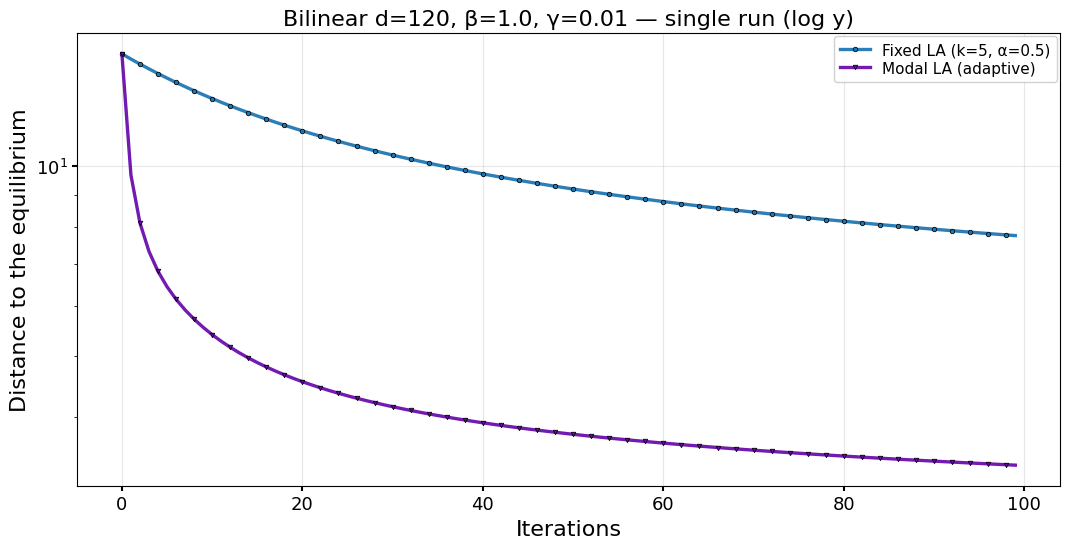 Bilinear d=120, β=1.0, γ=0.01 — single run (log y)
Fixed LA (k=5, α=0.5)
Modal LA (adaptive)
Distance to the equilibrium
10¹
0 20 40 60 80 100
Iterations